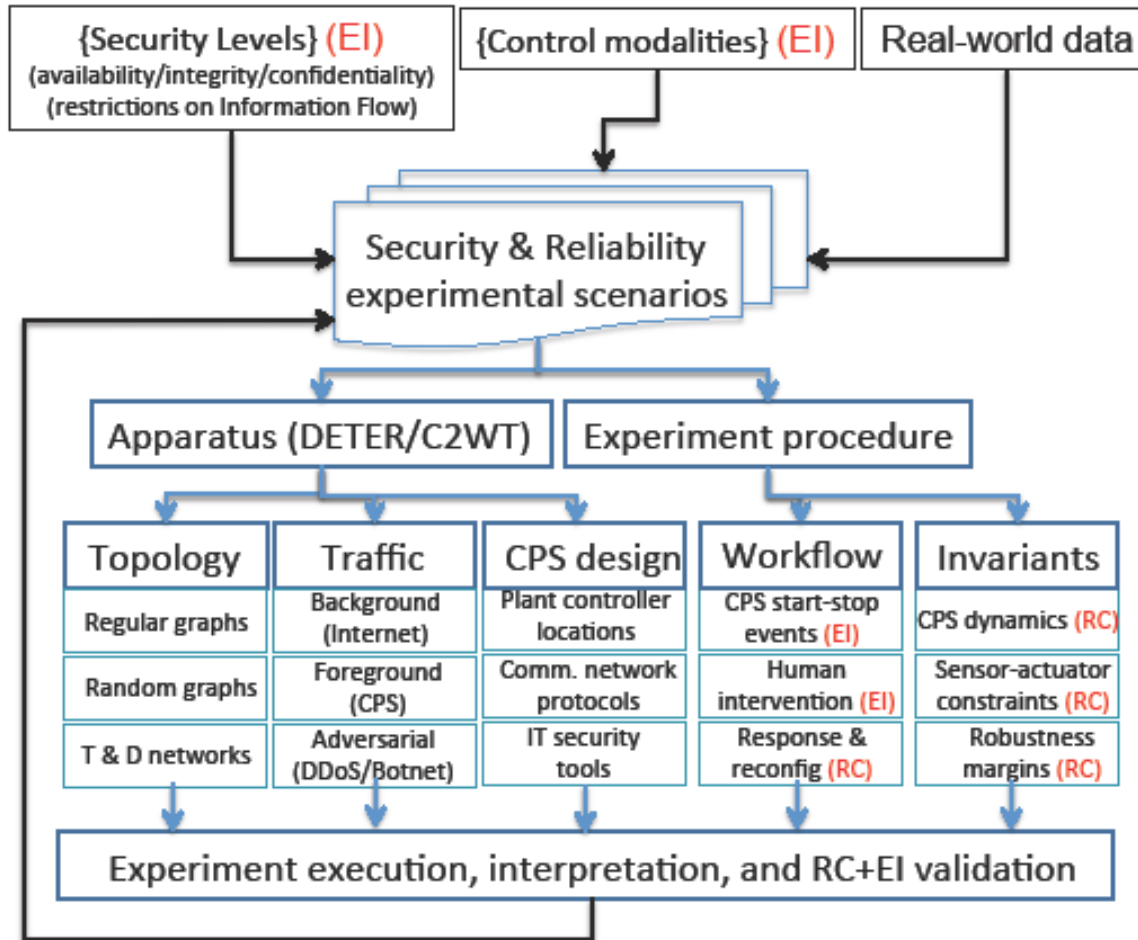 {Security Levels} (EI)
(availability/integrity/confidentiality)
(restrictions on Information Flow)
{Control modalities} (EI)
Real-world data
Security & Reliability
experimental scenarios
Apparatus (DETER/C2WT)
Experiment procedure
Topology
Regular graphs
Random graphs
T & D networks
Traffic
Background
(Internet)
Foreground
(CPS)
Adversarial
(DDoS/Botnet)
CPS design
Plant controller
locations
Comm. network
protocols
IT security
tools
Workflow
CPS start-stop
events (EI)
Human
intervention (EI)
Response &
reconfig (RC)
Invariants
CPS dynamics (RC)
Sensor-actuator
constraints (RC)
Robustness
margins (RC)
Experiment execution, interpretation, and RC+EI validation